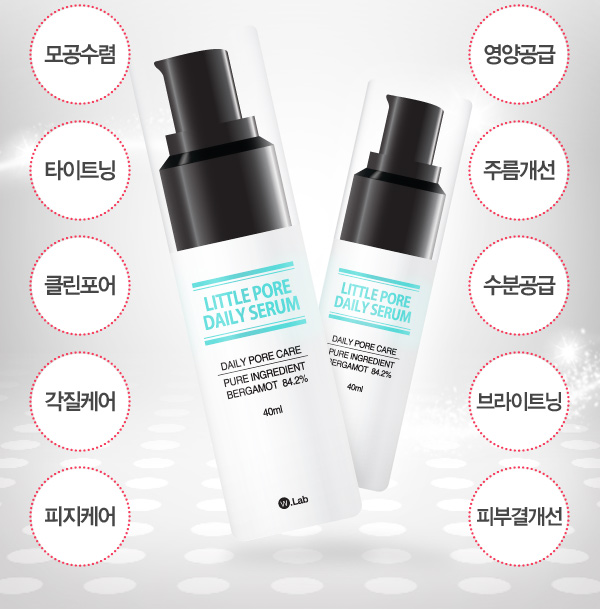 모공수렴
타이트닝
클린포어
각질케어
피지케어
영양공급
주름개선
수분공급
브라이트닝
피부결개선
LITTLE PORE
DAILY SERUM
DAILY PORE CARE
PURE INGREDIENT
BERGAMOT 84.2%
40ml
W.Lab
LITTLE PORE
DAILY SERUM
DAILY PORE CARE
PURE INGREDIENT
BERGAMOT 84.2%
40ml